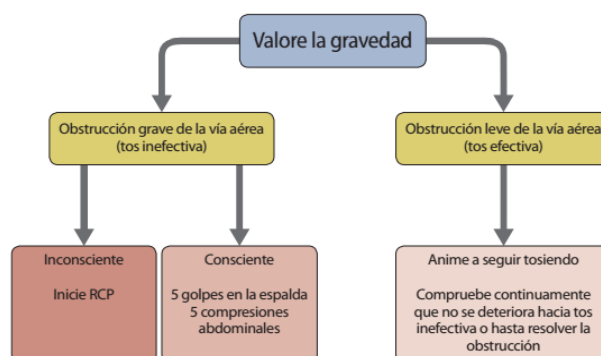 Valore la gravedad
Obstrucción grave de la vía aérea
(tos inefectiva)
Obstrucción leve de la vía aérea
(tos efectiva)
Inconsciente
Inicie RCP
Consciente
5 golpes en la espalda
5 compresiones
abdominales
Anime a seguir tosiendo
Compruebe continuamente
que no se deteriora hacia tos
inefectiva o hasta resolver la
obstrucción